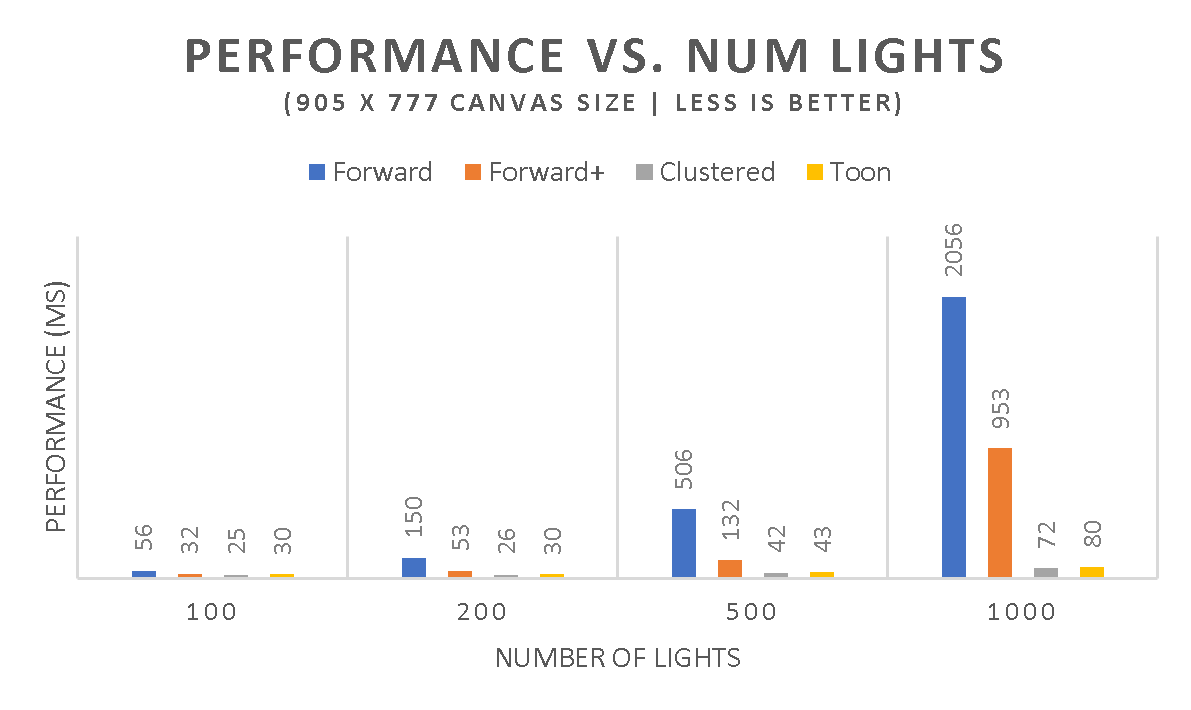 PERFORMANCE VS. NUM LIGHTS
(905 X 777 CANVAS SIZE | LESS IS BETTER)
Forward Forward+ Clustered Toon
PERFORMANCE (MS)
56 32 25 30
150 53 26 30
506 132 42 43
2056 953 72 80
100 200 500 1000
NUMBER OF LIGHTS